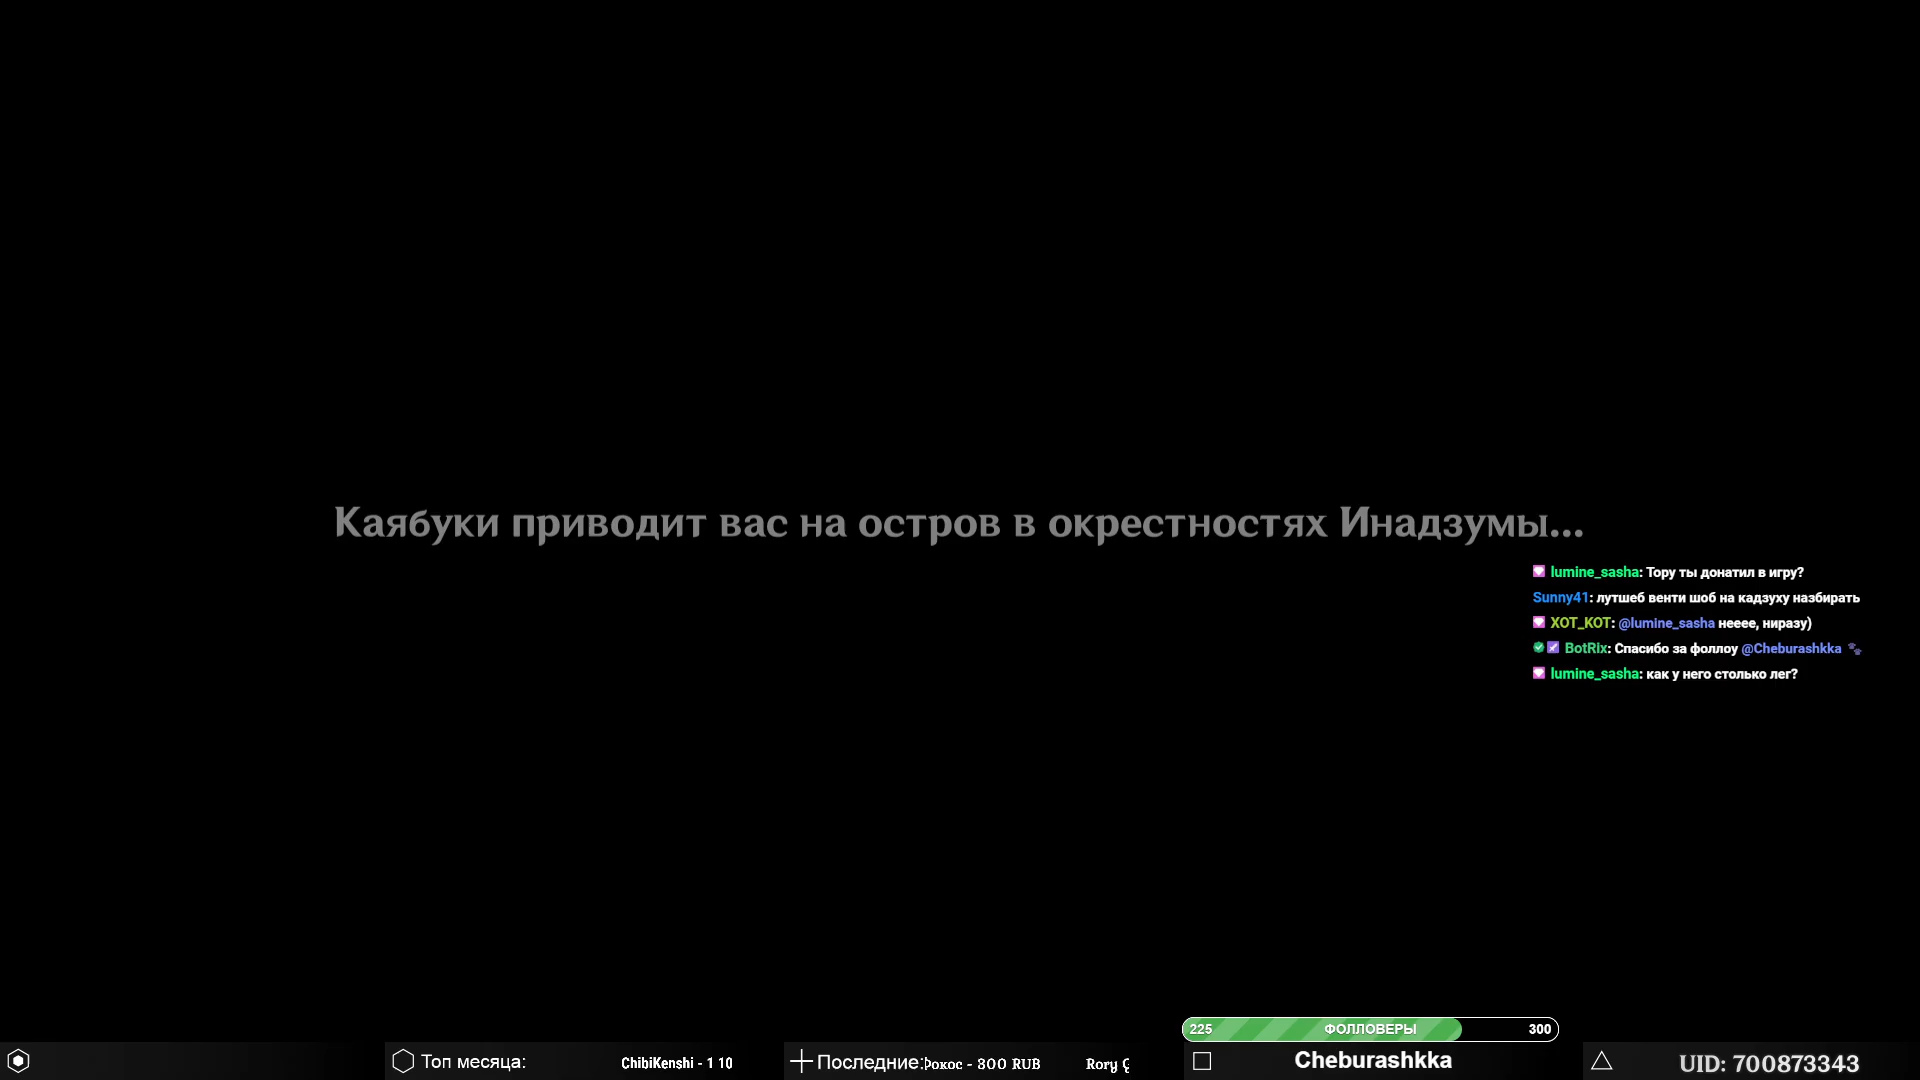 Каябуки приводит вас на остров в окрестностях Инадзумы...
lumine_sasha: Тору ты донатил в игру?
Sunny41: лутшеб венти шоб на кадзуху назбирать
XOT_KOT: @lumine_sasha нееее, ниразу)
BotRix: Спасибо за фоллоу @Cheburashkka 🐾
lumine_sasha: как у него столько лег?
225 ФОЛЛОВЕРЫ 300
Топ месяца: ChibiKenshi - 1 10
Последние: - 300 RUB Rory
Cheburashkka
UID: 700873343